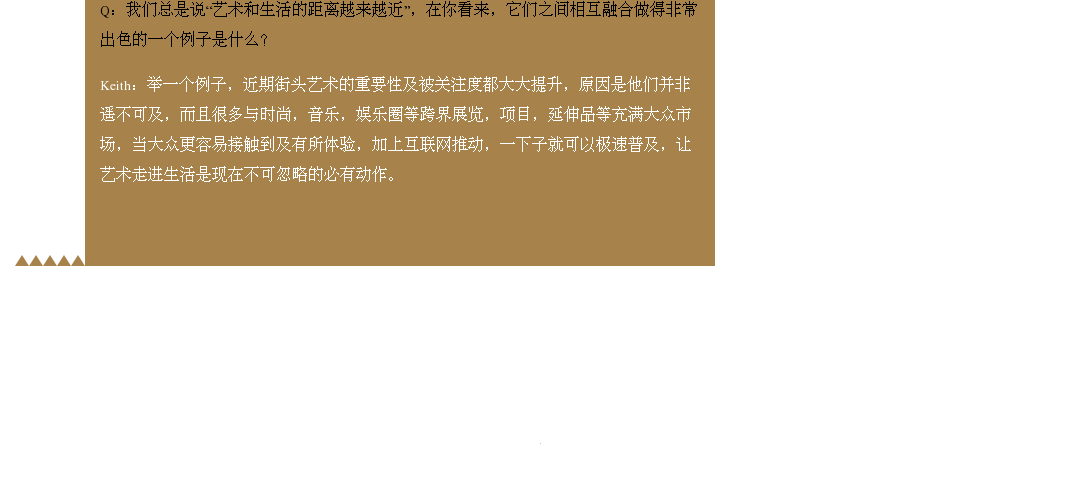 Q：我们总是说“艺术和生活的距离越来越近”，在你看来，它们之间相互融合做得非常
出色的一个例子是什么？
Keith：举一个例子，近期街头艺术的重要性及被关注度都大大提升，原因是他们并非
遥不可及，而且很多与时尚，音乐，娱乐圈等跨界展览，项目，延伸品等充满大众市
场，当大众更容易接触到及有所体验，加上互联网推动，一下子就可以极速普及，让
艺术走进生活是现在不可忽略的必有动作。